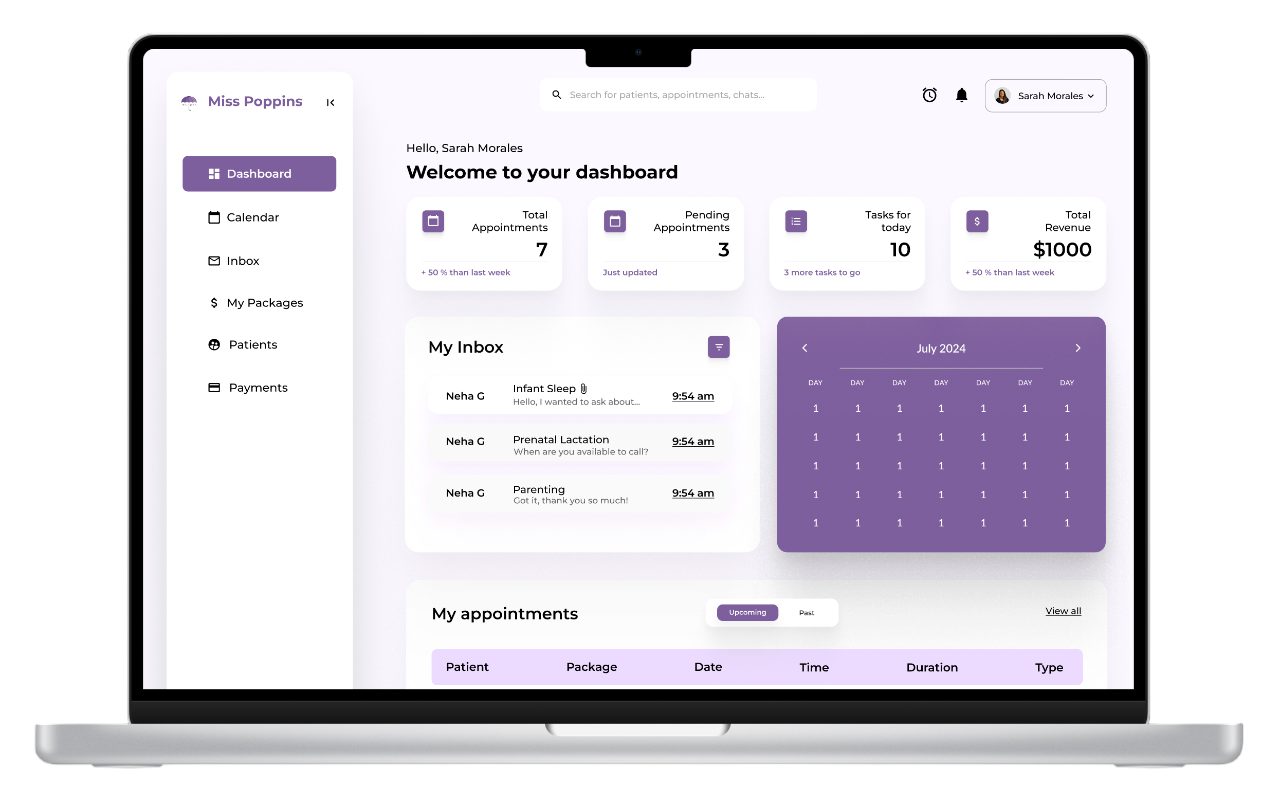 Miss Poppins
Search for patients, appointments, chats...
Sarah Morales
Dashboard
Calendar
Inbox
$ My Packages
Patients
Payments
Hello, Sarah Morales
Welcome to your dashboard
Total
Appointments
7
+ 50 % than last week
Pending
Appointments
3
Just updated
Tasks for
today
10
3 more tasks to go
$
Total
Revenue
$1000
+ 50 % than last week
My Inbox
Neha G
Infant Sleep
Hello, I wanted to ask about...
9:54 am
Neha G
Prenatal Lactation
When are you available to call?
9:54 am
Neha G
Parenting
Got it, thank you so much!
9:54 am
July 2024
DAY DAY DAY DAY DAY DAY DAY
1 1 1 1 1 1 1
1 1 1 1 1 1 1
1 1 1 1 1 1 1
1 1 1 1 1 1 1
1 1 1 1 1 1 1
My appointments
Upcoming Past
View all
Patient Package Date Time Duration Type